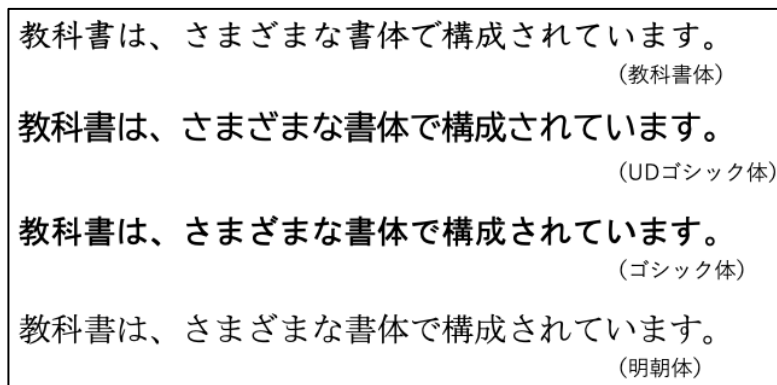 教科書は、さまざまな書体で構成されています。
（教科書体）
教科書は、さまざまな書体で構成されています。
（UDゴシック体）
教科書は、さまざまな書体で構成されています。
（ゴシック体）
教科書は、さまざまな書体で構成されています。
（明朝体）